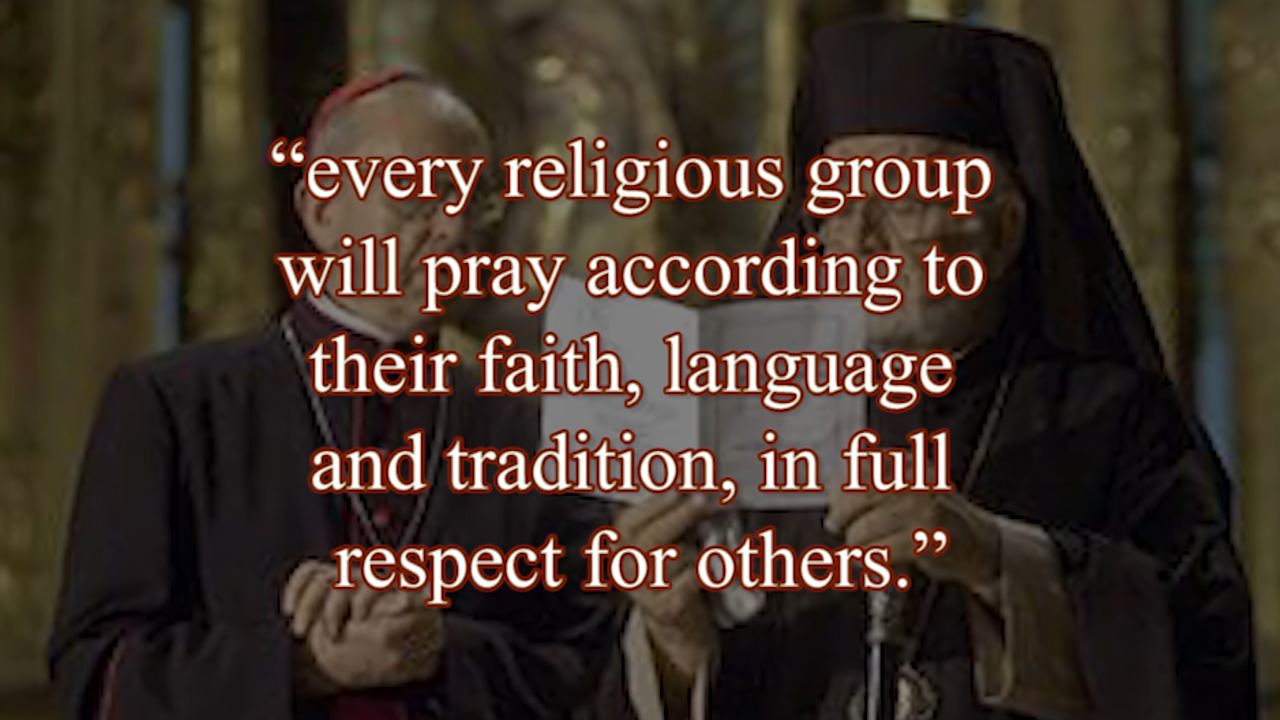 “every religious group
will pray according to
their faith, language
and tradition, in full
respect for others.”